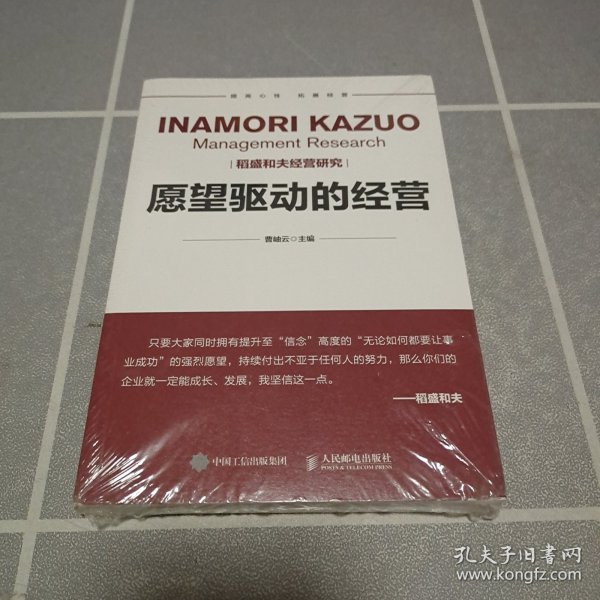 提高心性 拓展经营
INAMORI KAZUO
Management Research
稻盛和夫经营研究
愿望驱动的经营
曹岫云○主编
只要大家同时拥有提升至“信念”高度的“无论如何都要让事
业成功”的强烈愿望，持续付出不亚于任何人的努力，那么你们的
企业就一定能成长、发展，我坚信这一点。
——稻盛和夫
中国工信出版集团
人民邮电出版社
POSTS & TELECOM PRESS
孔夫子旧书网
www.kongfz.com